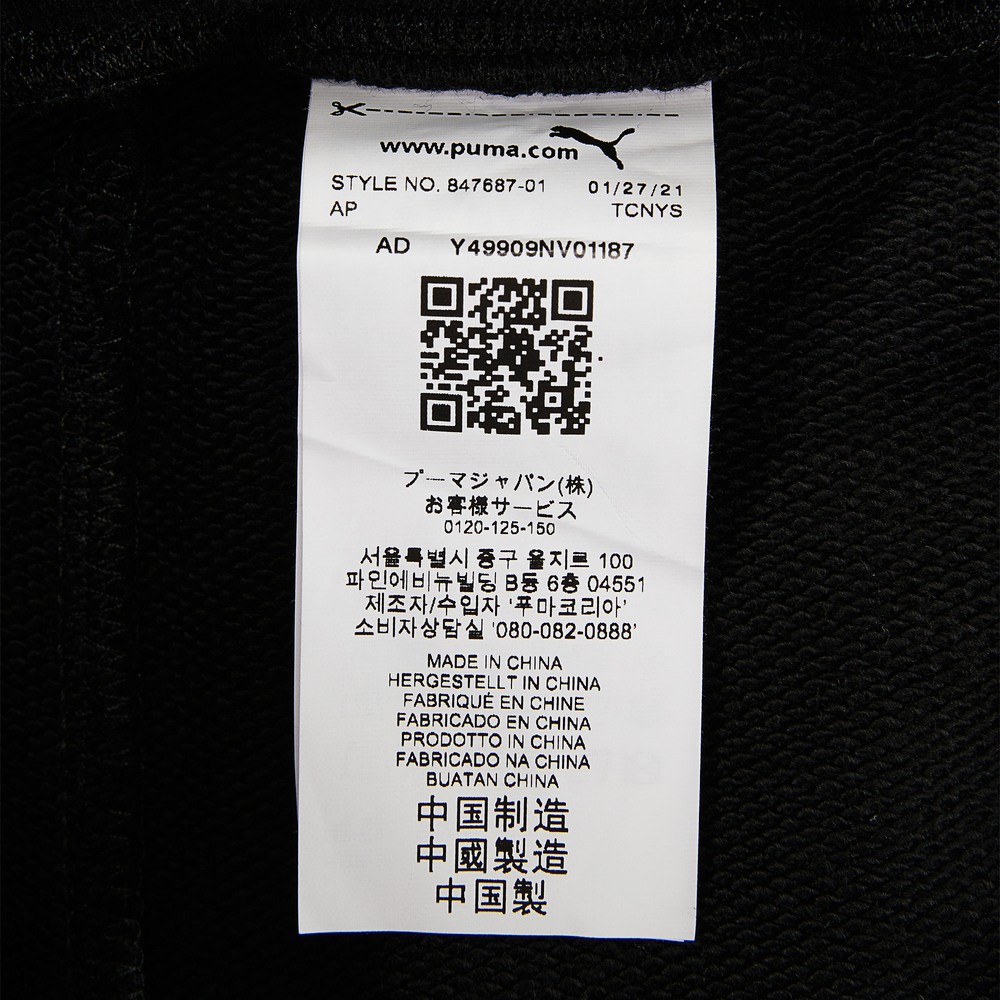 www.puma.com
STYLE NO. 847687-01 01/27/21
AP TCNYS
AD Y49909NV01187
プーマジャパン(株)
お客様サービス
0120-125-150
서울특별시 중구 을지로 100
파인에비뉴빌딩 B동 6층 04551
제조자/수입자 '푸마코리아'
소비자상담실 '080-082-0888'
MADE IN CHINA
HERGESTELLT IN CHINA
FABRIQUÉ EN CHINE
FABRICADO EN CHINA
PRODOTTO IN CHINA
FABRICADO NA CHINA
BUATAN CHINA
中国制造
中國製造
中国製